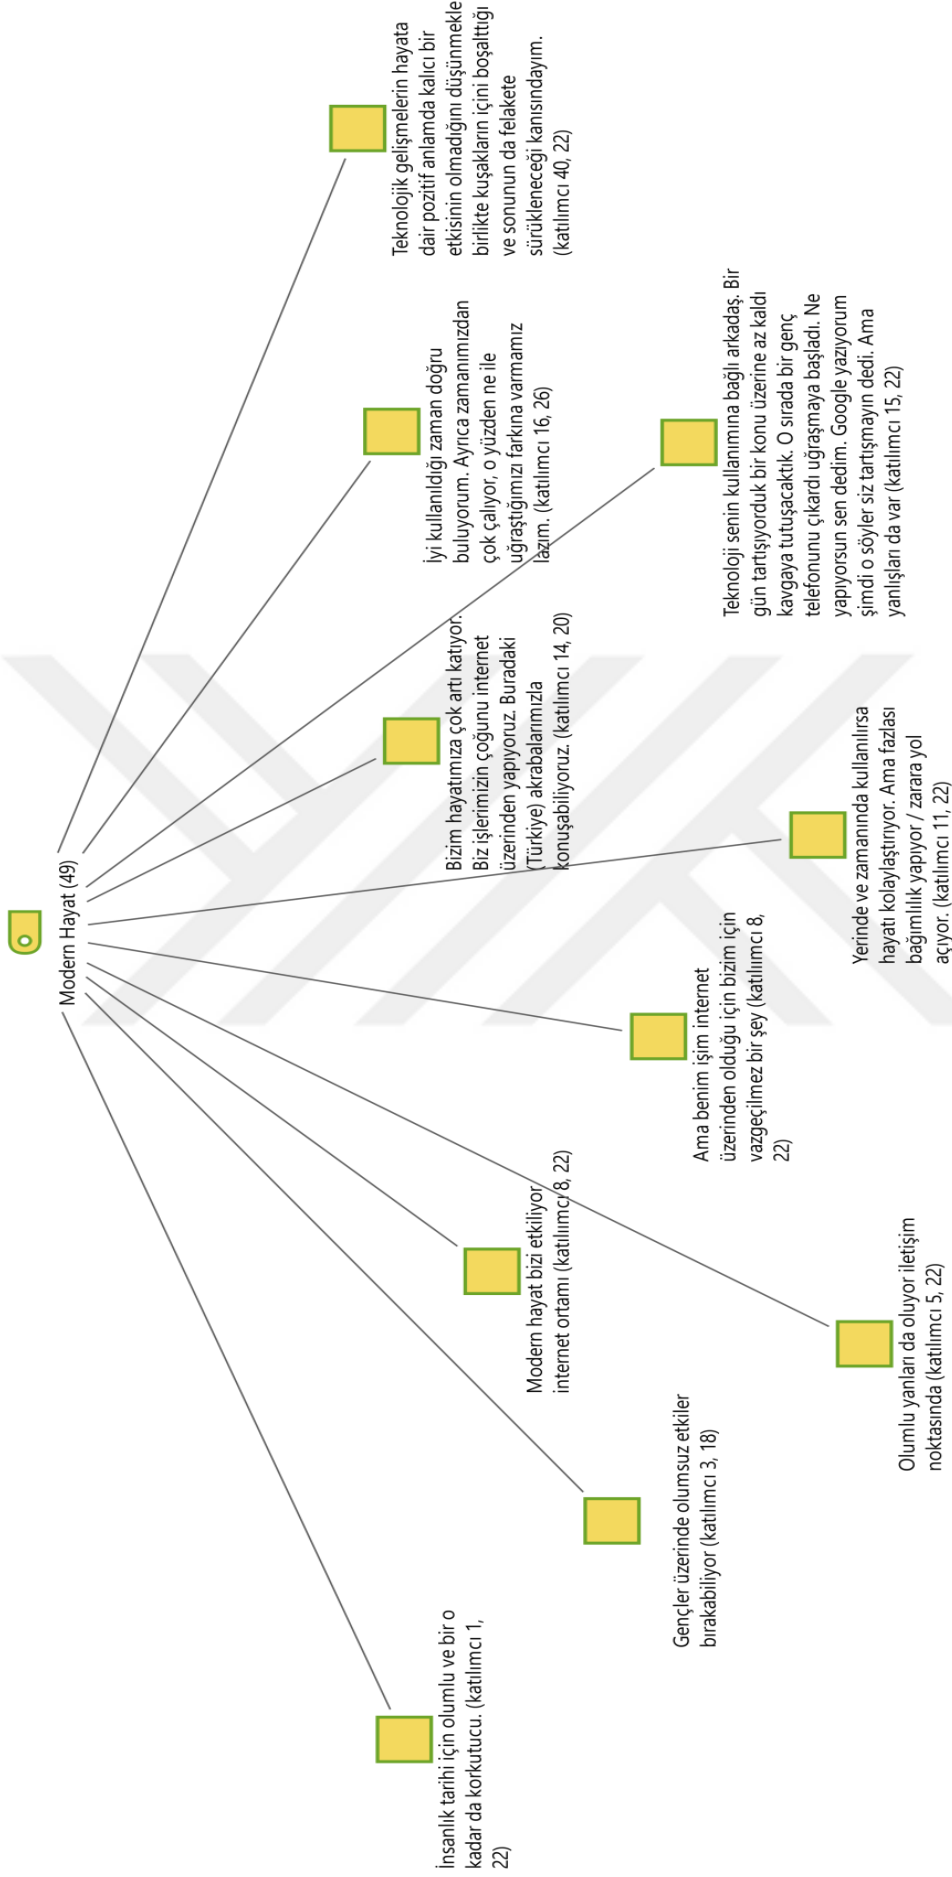 Modern Hayat (49)
İnsanlık tarihi için olumlu ve bir o
kadar da korkutucu. (katılımcı 1,
22)
Gençler üzerinde olumsuz etkiler
bırakabiliyor (katılımcı 3, 18)
Modern hayat bizi etkiliyor
internet ortamı (katılımcı 8, 22)
Olumlu yanları da oluyor iletişim
noktasında (katılımcı 5, 22)
Ama benim işim internet
üzerinden olduğu için bizim için
vazgeçilmez bir şey (katılımcı 8,
22)
Yerinde ve zamanında kullanılırsa
hayatı kolaylaştırıyor. Ama fazlası
bağımlılık yapıyor / zarara yol
açıyor. (katılımcı 11, 22)
Bizim hayatımıza çok artı katıyor.
Biz işlerimizin çoğunu internet
üzerinden yapıyoruz. Buradaki
(Türkiye) akrabalarımızla
konuşabiliyoruz. (katılımcı 14, 20)
Teknoloji senin kullanımına bağlı arkadaş. Bir
gün tartışıyorduk bir konu üzerine az kaldı
kavgaya tutuşacaktık. O sırada bir genç
telefonunu çıkardı uğraşmaya başladı. Ne
yapıyorsun sen dedim. Google yazıyorum
şimdi o söyler siz tartışmayın dedi. Ama
yanlışları da var (katılımcı 15, 22)
İyi kullanıldığı zaman doğru
buluyorum. Ayrıca zamanımızdan
çok çalıyor, o yüzden ne ile
uğraştığımızı farkına varmamız
lazım. (katılımcı 16, 26)
Teknolojik gelişmelerin hayata
dair pozitif anlamda kalıcı bir
etkisinin olmadığını düşünmekle
birlikte kuşakların içini boşalttığı
ve sonunun da felakete
sürükleneceği kanısındayım.
(katılımcı 40, 22)